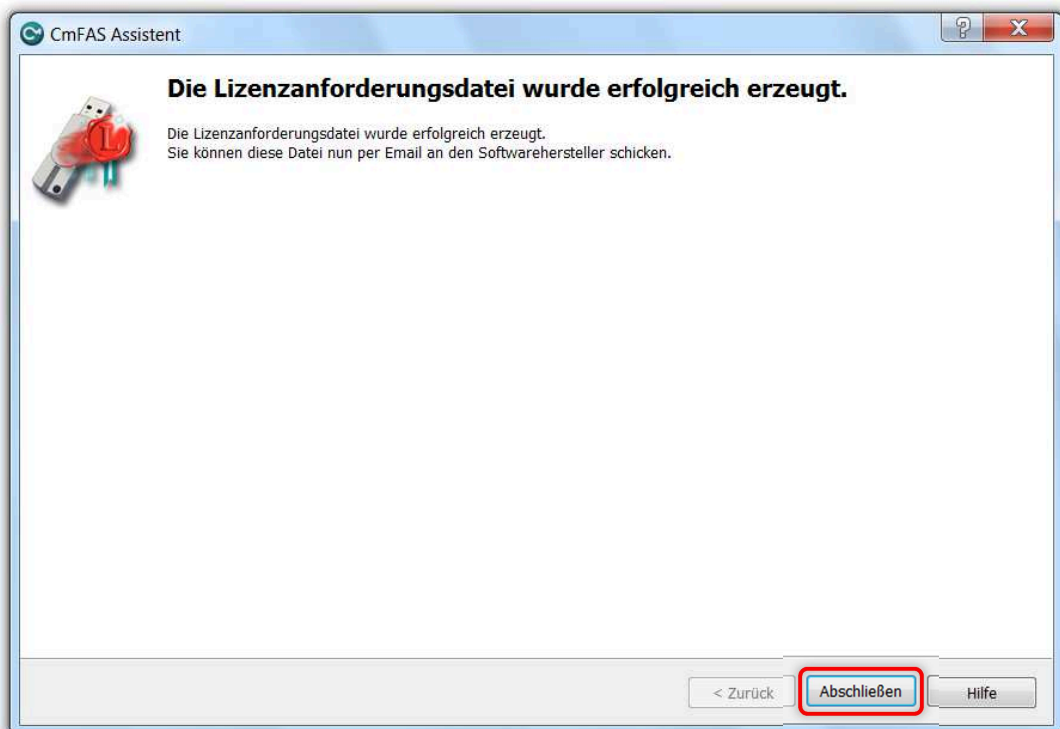 CmFAS Assistent
Die Lizenzanforderungsdatei wurde erfolgreich erzeugt.
Die Lizenzanforderungsdatei wurde erfolgreich erzeugt.
Sie können diese Datei nun per Email an den Softwarehersteller schicken.
L
< Zurück Abschließen Hilfe